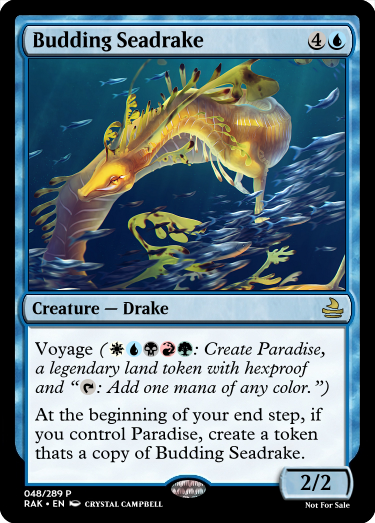 Budding Seadrake 4
Creature — Drake
Voyage ( : Create Paradise,
a legendary land token with hexproof
and “ : Add one mana of any color.”)
At the beginning of your end step, if
you control Paradise, create a token
thats a copy of Budding Seadrake.
2/2
048/289 P
RAK • EN CRYSTAL CAMPBELL
Not For Sale